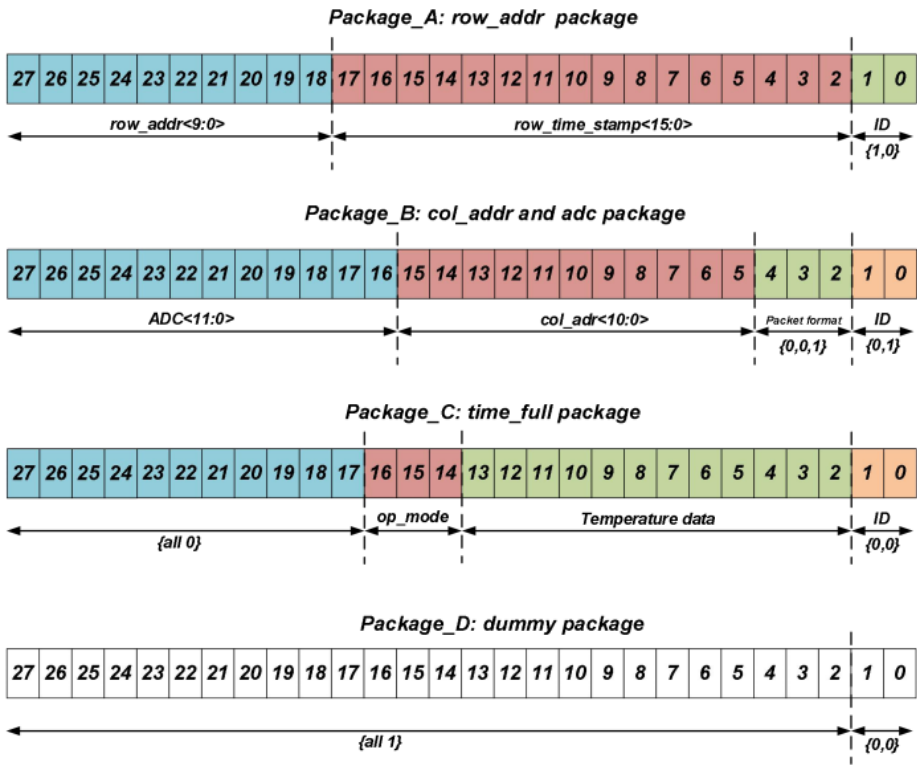 Package_A: row_addr package
27 26 25 24 23 22 21 20 19 18 17 16 15 14 13 12 11 10 9 8 7 6 5 4 3 2 1 0
row_addr<9:0> row_time_stamp<15:0> ID
{1,0}
Package_B: col_addr and adc package
27 26 25 24 23 22 21 20 19 18 17 16 15 14 13 12 11 10 9 8 7 6 5 4 3 2 1 0
ADC<11:0> col_adr<10:0> Packet format ID
{0,0,1} {0,1}
Package_C: time_full package
27 26 25 24 23 22 21 20 19 18 17 16 15 14 13 12 11 10 9 8 7 6 5 4 3 2 1 0
op_mode Temperature data ID
{all 0} {0,0}
Package_D: dummy package
27 26 25 24 23 22 21 20 19 18 17 16 15 14 13 12 11 10 9 8 7 6 5 4 3 2 1 0
{all 1} {0,0}